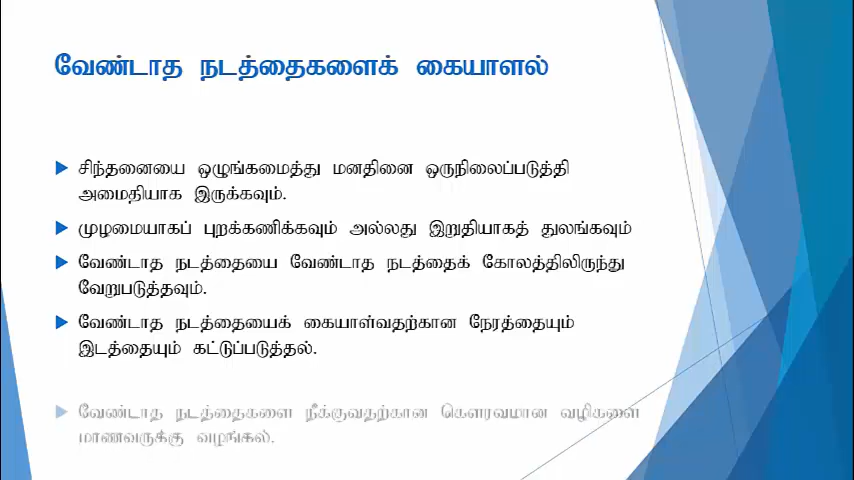 வேண்டாத நடத்தைகளைக் கையாளல்
சிந்தனையை ஒழுங்கமைத்து மனதினை ஒருநிலைப்படுத்தி
அமைதியாக இருக்கவும்.
முழமையாகப் புறக்கணிக்கவும் அல்லது இறுதியாகத் துலங்கவும்
வேண்டாத நடத்தையை வேண்டாத நடத்தைக் கோலத்திலிருந்து
வேறுபடுத்தவும்.
வேண்டாத நடத்தையைக் கையாள்வதற்கான நேரத்தையும்
இடத்தையும் கட்டுப்படுத்தல்.
வேண்டாத நடத்தைகளை நீக்குவதற்கான கௌரவமான வழிகளை
மாணவருக்கு வழங்கல்.